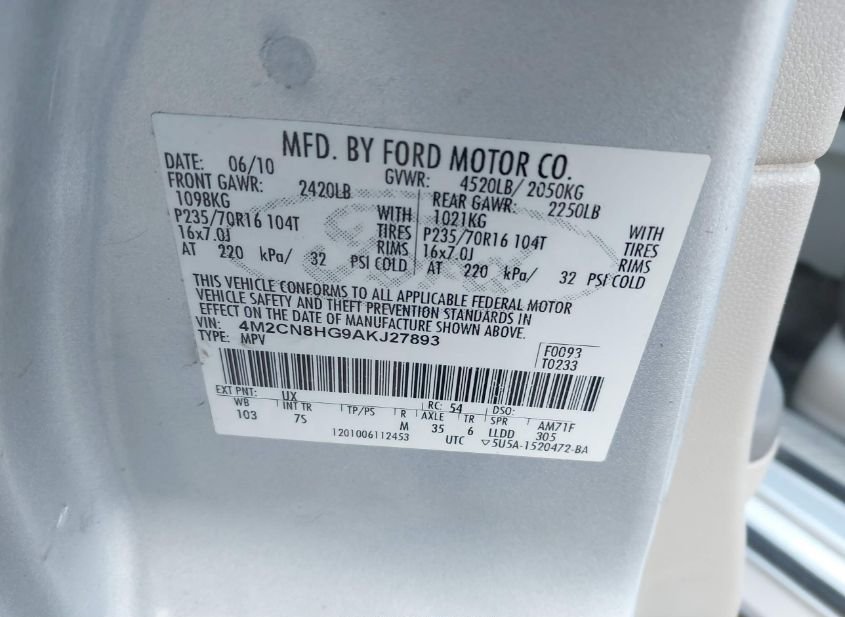 MFD. BY FORD MOTOR CO.
DATE: 06/10 GVWR: 4520LB/ 2050KG
FRONT GAWR: 2420LB REAR GAWR: 2250LB
1098KG WITH 1021KG WITH
P235/70R16 104T TIRES P235/70R16 104T TIRES
16x7.0J RIMS 16x7.0J RIMS
AT 220 kPa/ 32 PSI COLD AT 220 kPa/ 32 PSI COLD
THIS VEHICLE CONFORMS TO ALL APPLICABLE FEDERAL MOTOR
VEHICLE SAFETY AND THEFT PREVENTION STANDARDS IN
EFFECT ON THE DATE OF MANUFACTURE SHOWN ABOVE.
VIN: 4M2CN8HG9AKJ27893
TYPE: MPV
F0093
T0233
EXT PNT: UX RC: 54 DSO:
WB INT TR TP/PS R AXLE TR SPR AM71F
103 7S M 35 6 LLDD 305
1201006112453 UTC ▽5U5A-1520472-BA